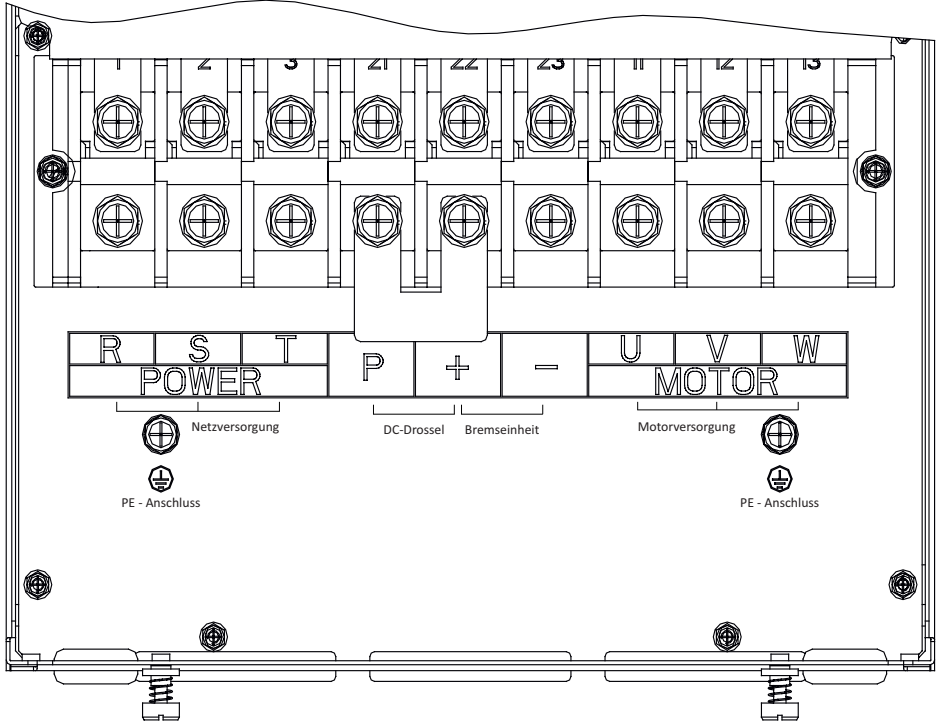 1 2 3 21 22 23 11 12 13
R S T P + - U V W
POWER MOTOR
Netzversorgung DC-Drossel Bremseinheit Motorversorgung
PE - Anschluss PE - Anschluss